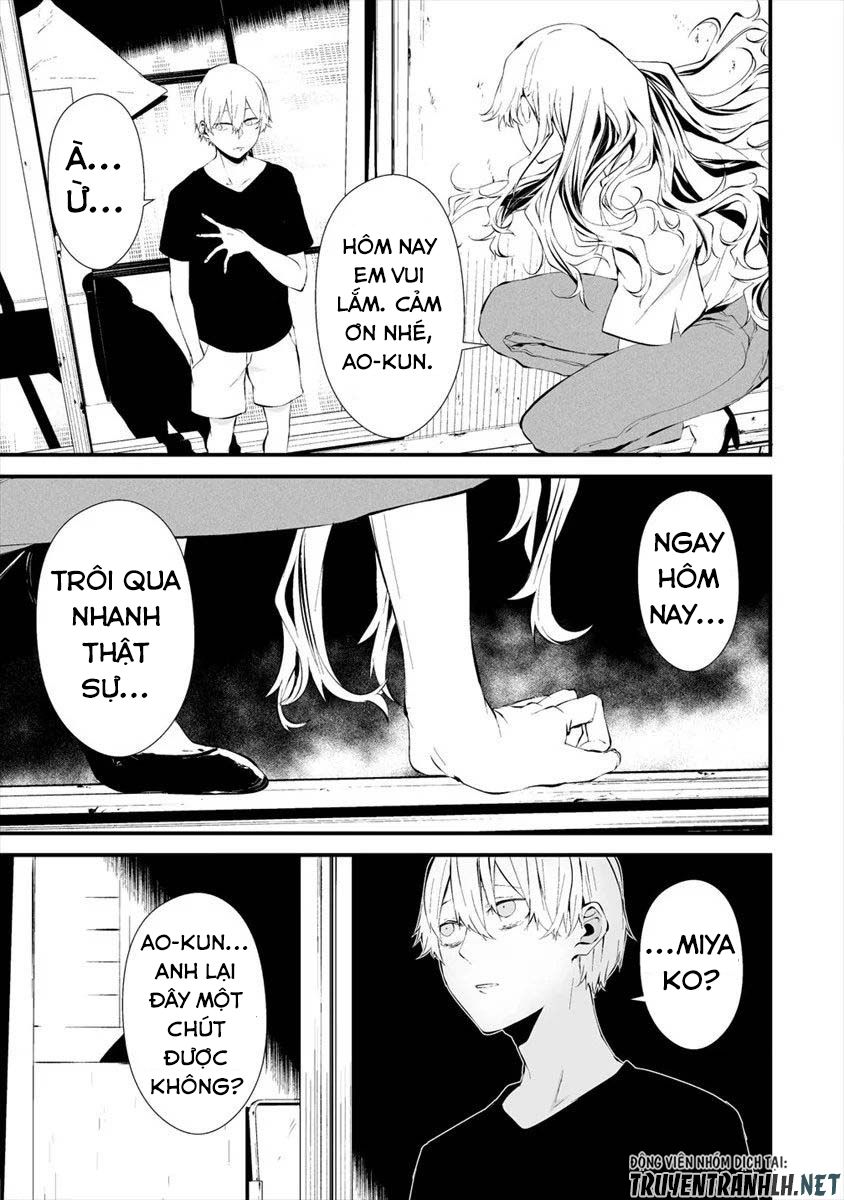 HÔM NAY
EM VUI
LẮM. CẢM
ƠN NHÉ,
AO-KUN.
À...
Ừ...
NGAY
HÔM
NAY...
TRÔI QUA
NHANH
THẬT
SỰ...
...MIYA
KO?
AO-KUN...
ANH LẠI
ĐÂY MỘT
CHÚT
ĐƯỢC
KHÔNG?
ĐỘNG VIÊN NHÓM DỊCH TẠI:
TRUYENTRANHLH.NET